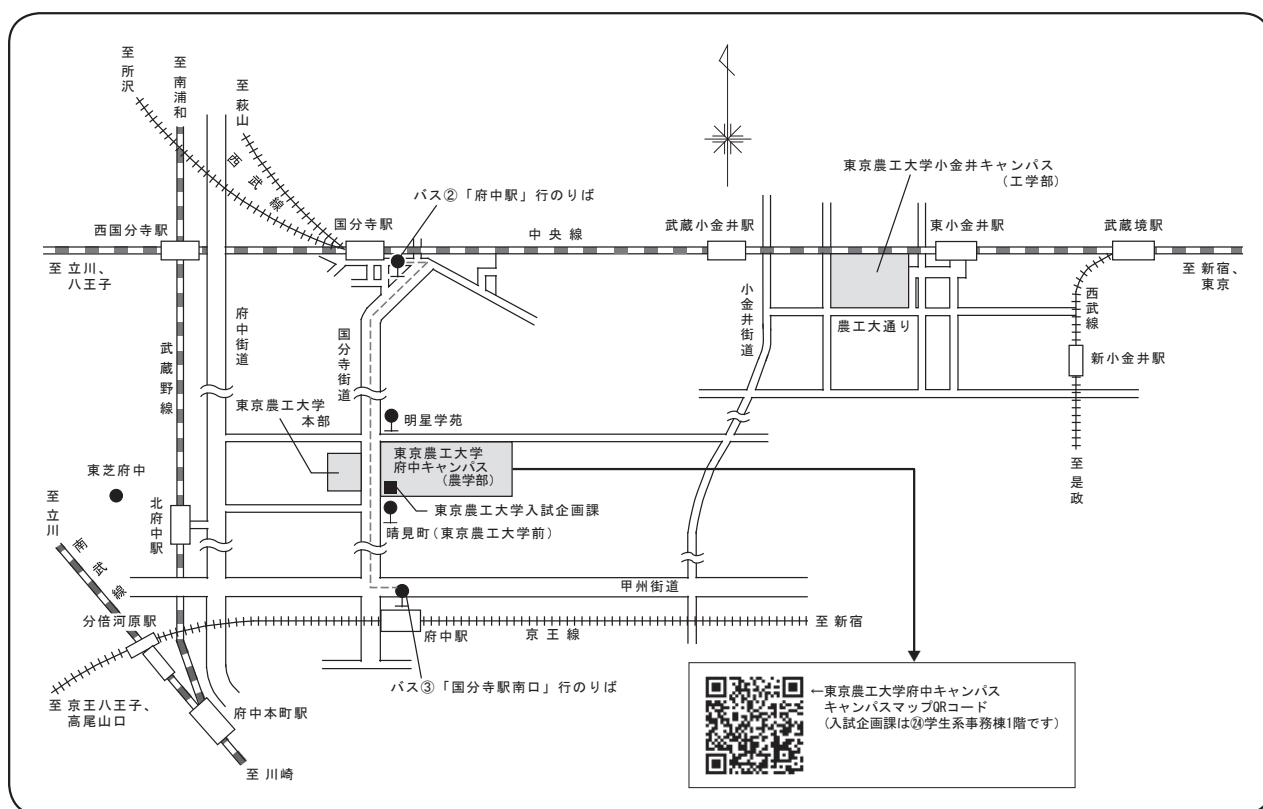 至所沢
至南浦和
至萩山
西武線
バス②「府中駅」行のりば
東京農工大学小金井キャンパス
（工学部）
西国分寺駅
国分寺駅
中央線
武蔵小金井駅
東小金井駅
武蔵境駅
至 立川、
八王子
至 新宿、
東京
府中街道
国分寺街道
小金井街道
農工大通り
西武線
武蔵野線
新小金井駅
東京農工大学
本部
明星学苑
東京農工大学
府中キャンパス
（農学部）
東芝府中
至立川
南武線
北府中駅
東京農工大学入試企画課
晴見町（東京農工大学前）
至是政
甲州街道
分倍河原駅
府中駅
京王線
至 新宿
バス③「国分寺駅南口」行のりば
至 京王八王子、
高尾山口
府中本町駅
至 川崎
←東京農工大学府中キャンパス
キャンパスマップQRコード
（入試企画課は㉔学生系事務棟1階です）